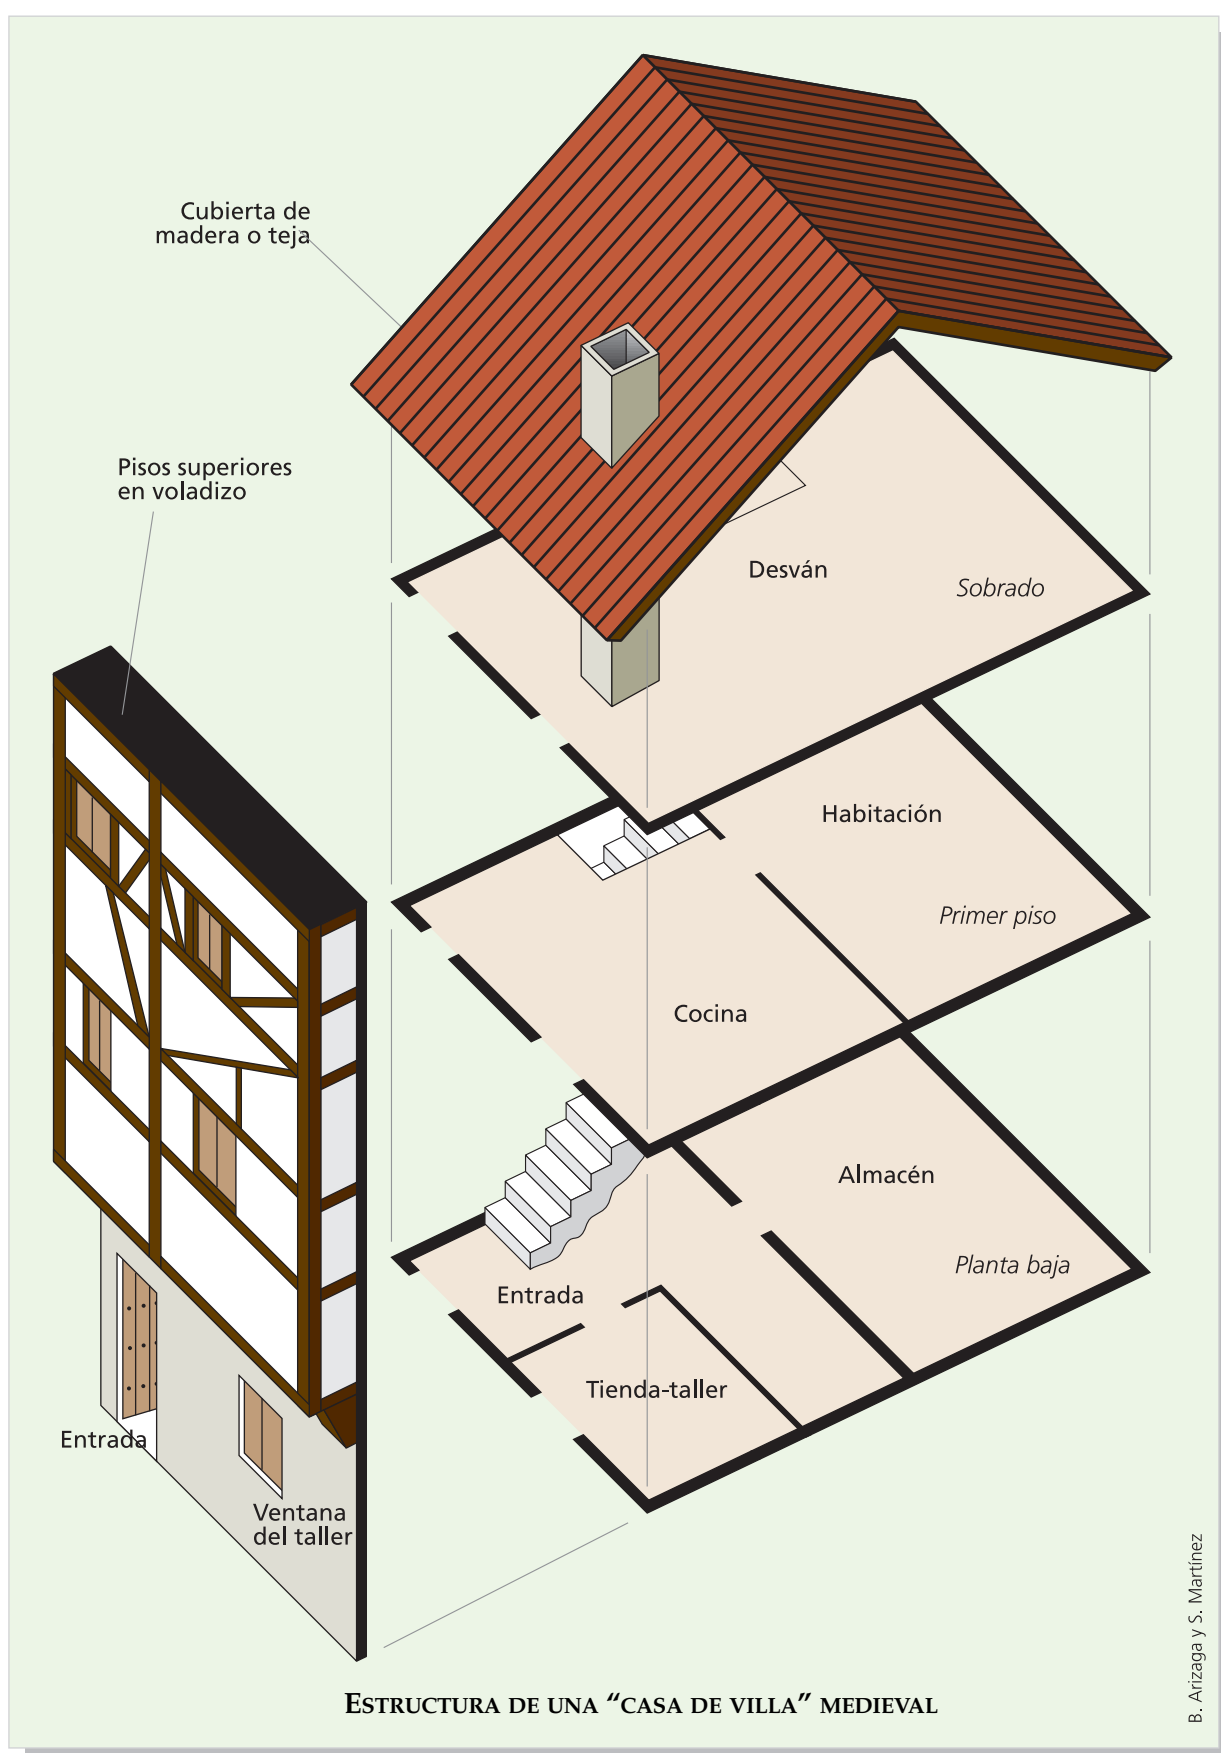 Cubierta de
madera o teja
Pisos superiores
en voladizo
Desván
Sobrado
Habitación
Primer piso
Cocina
Almacén
Planta baja
Entrada
Tienda-taller
Entrada
Ventana
del taller
B. Arizaga y S. Martínez
ESTRUCTURA DE UNA “CASA DE VILLA” MEDIEVAL